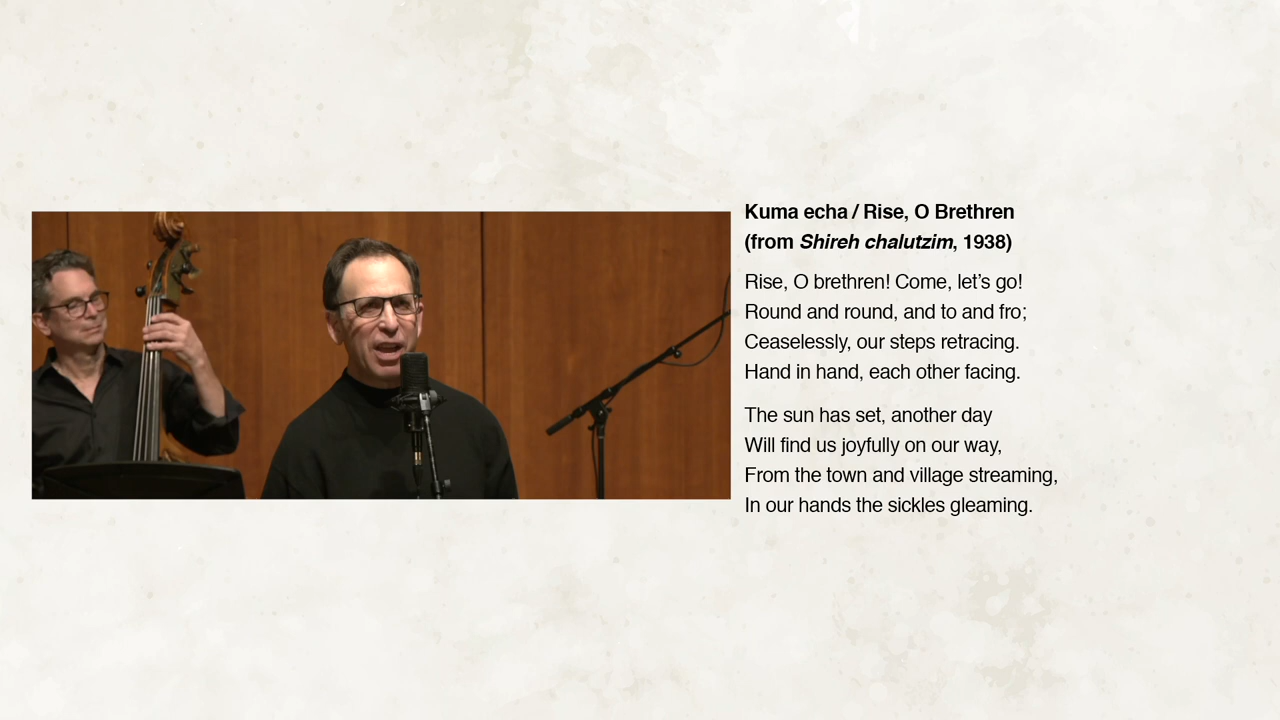 Kuma echa / Rise, O Brethren
(from Shireh chalutzim, 1938)
Rise, O brethren! Come, let’s go!
Round and round, and to and fro;
Ceaselessly, our steps retracing.
Hand in hand, each other facing.
The sun has set, another day
Will find us joyfully on our way,
From the town and village streaming,
In our hands the sickles gleaming.